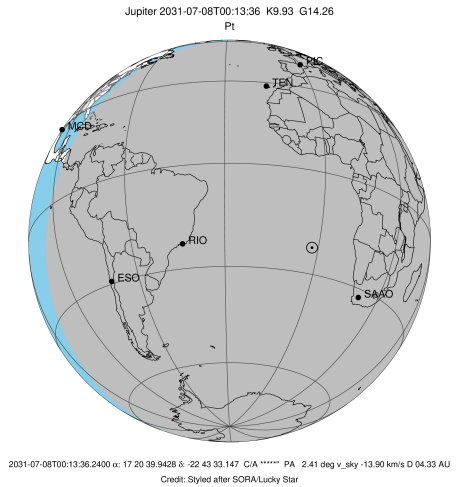 Jupiter 2031-07-08T00:13:36 K9.93 G14.26
Pt
PIC
TEN
MCD
RIO
ESO
SAAO
2031-07-08T00:13:36.2400 α: 17 20 39.9428 δ: -22 43 33.147 C/A *****" PA 2.41 deg v_sky -13.90 km/s D 04.33 AU
Credit: Styled after SORA/Lucky Star